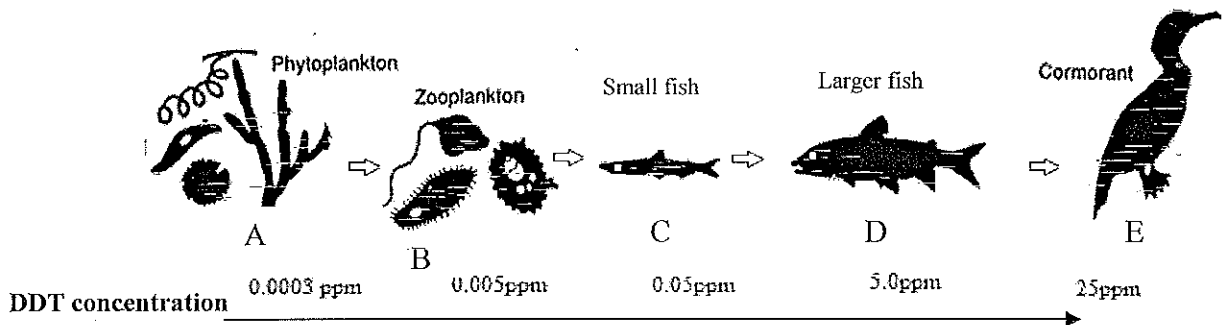 Phytoplankton
Zooplankton
Small fish
Larger fish
Cormorant
A
B
C
D
E
0.0003 ppm
0.005ppm
0.05ppm
5.0ppm
25ppm
DDT concentration